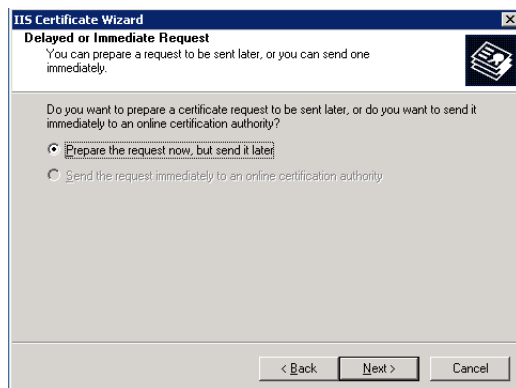 IIS Certificate Wizard
Delayed or Immediate Request
You can prepare a request to be sent later, or you can send one
immediately.
Do you want to prepare a certificate request to be sent later, or do you want to send it
immediately to an online certification authority?
Prepare the request now, but send it later
Send the request immediately to an online certification authority
< Back
Next >
Cancel